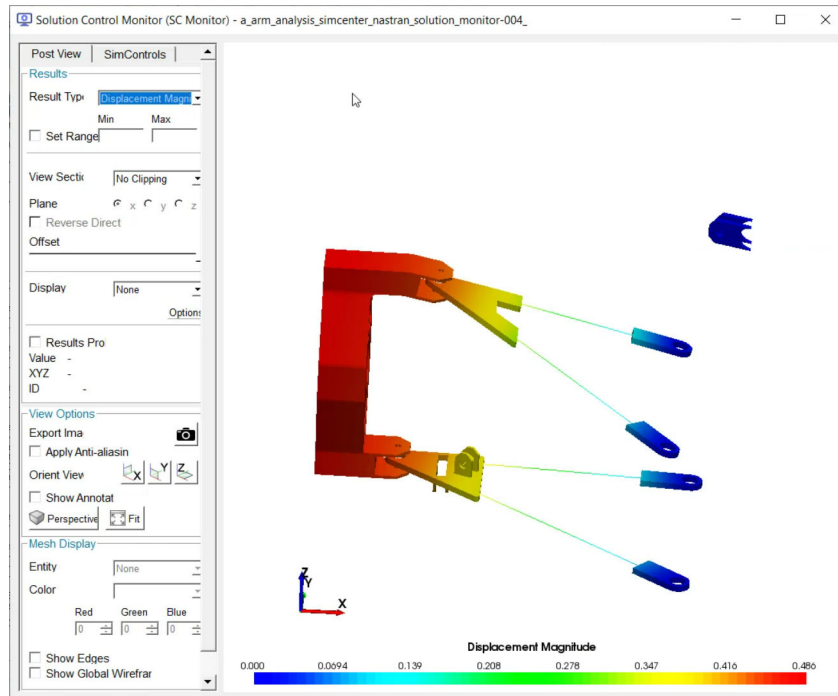 Solution Control Monitor (SC Monitor) - a_arm_analysis_simcenter_nastran_solution_monitor-004_
Post View
SimControls
Results
Result Type
Displacement Magn
Min Max
Set Range
View Sectic
No Clipping
Plane
x y z
Reverse Direct
Offset
Display
None
Options
Results Pro
Value -
XYZ -
ID -
View Options
Export Ima
Apply Anti-aliasin
Orient View
X Y Z
Show Annotat
Perspective
Fit
Mesh Display
Entity
None
Color
Red Green Blue
0 0 0
Show Edges
Show Global Wirefrar
Z
Y
X
Displacement Magnitude
0.000 0.0694 0.139 0.208 0.278 0.347 0.416 0.486